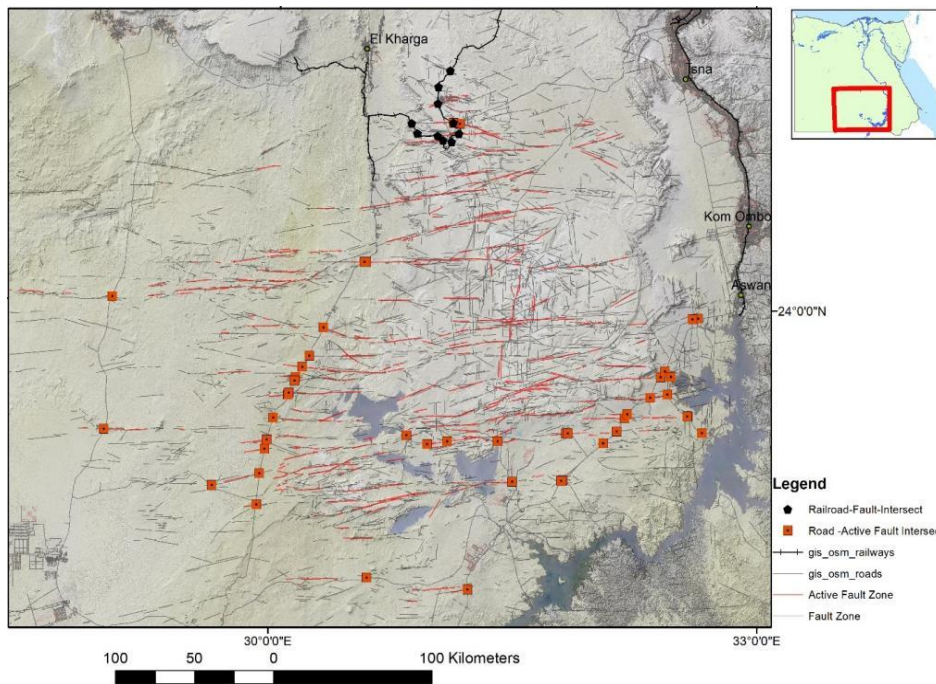 El Kharga
Isna
Kom Ombo
Aswan
24°0'0"N
Legend
Railroad-Fault-Intersect
Road -Active Fault Intersec
gis_osm_railways
gis_osm_roads
Active Fault Zone
Fault Zone
30°0'0"E
33°0'0"E
100 50 0 100 Kilometers